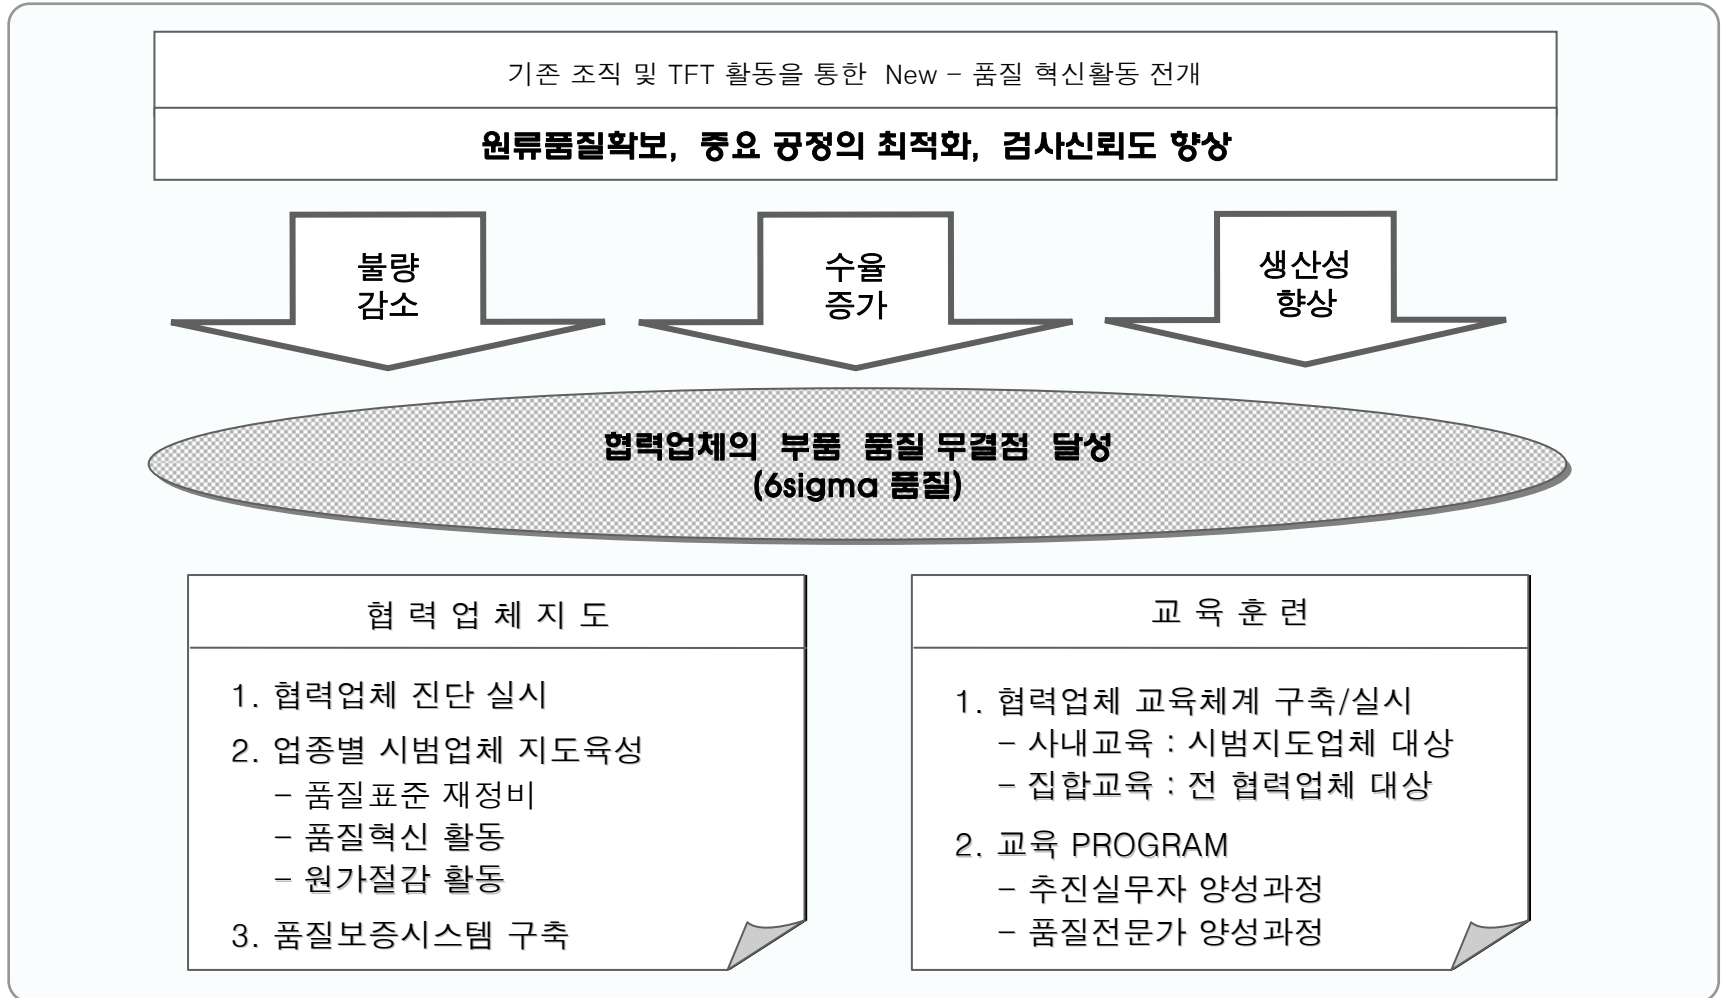 기존 조직 및 TFT 활동을 통한 New – 품질 혁신활동 전개
원류품질확보, 중요 공정의 최적화, 검사신뢰도 향상
불량
감소
수율
증가
생산성
향상
협력업체의 부품 품질 무결점 달성
(6sigma 품질)
협 력 업 체 지 도
1. 협력업체 진단 실시
2. 업종별 시범업체 지도육성
– 품질표준 재정비
– 품질혁신 활동
– 원가절감 활동
3. 품질보증시스템 구축
교 육 훈 련
1. 협력업체 교육체계 구축/실시
– 사내교육 : 시범지도업체 대상
– 집합교육 : 전 협력업체 대상
2. 교육 PROGRAM
– 추진실무자 양성과정
– 품질전문가 양성과정